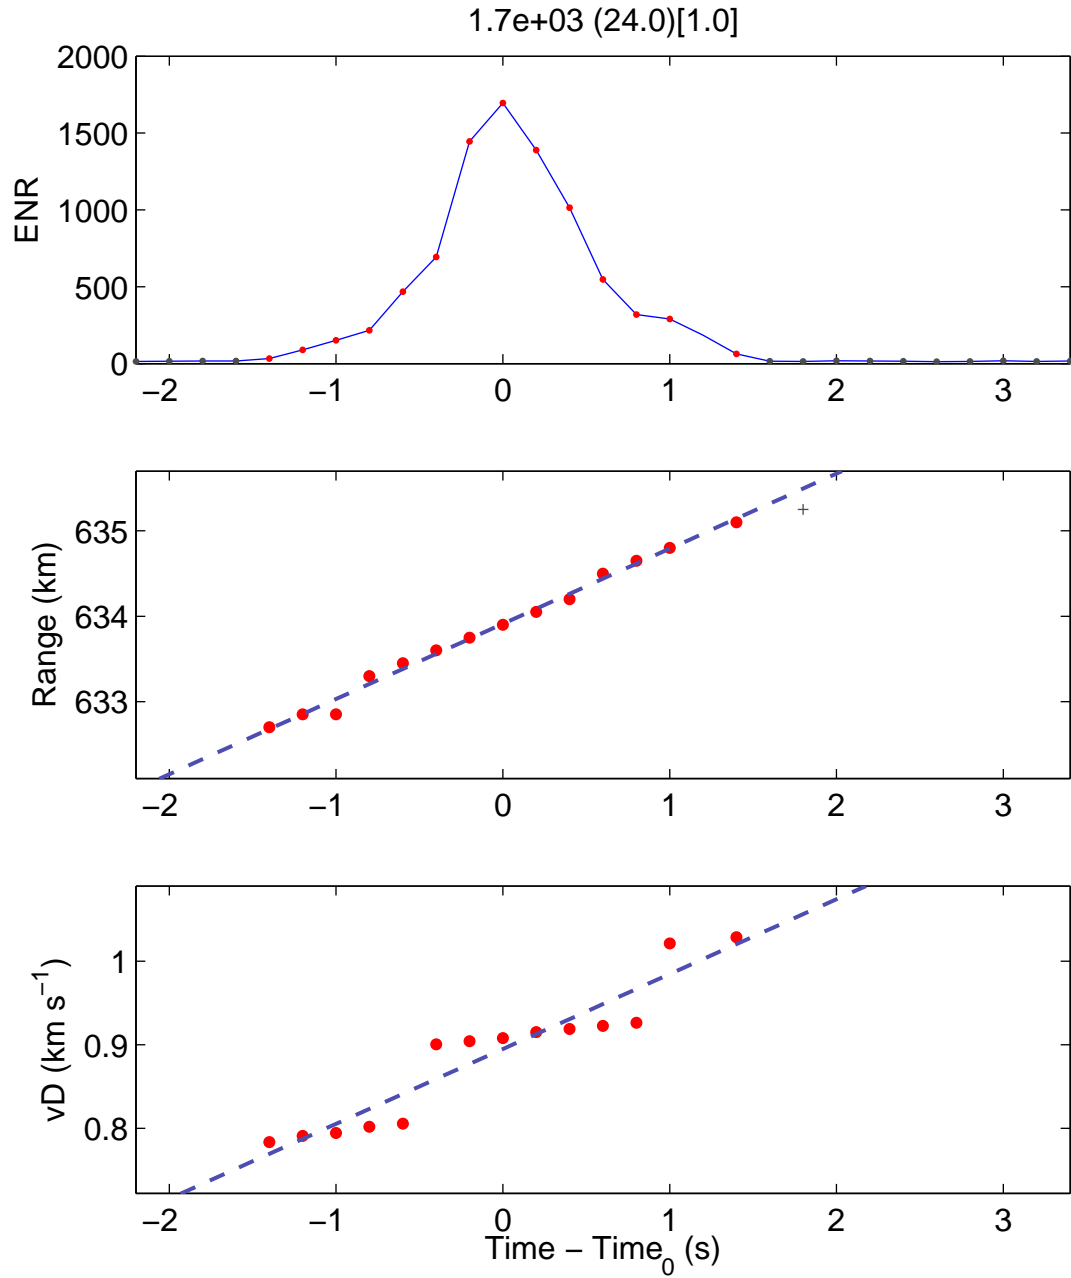 1.7e+03 (24.0)[1.0]
2000
1500
1000
500
0
ENR
−2 −1 0 1 2 3
635
634
633
Range (km)
−2 −1 0 1 2 3
1
0.9
0.8
vD (km s⁻¹)
−2 −1 0 1 2 3
Time − Time₀ (s)